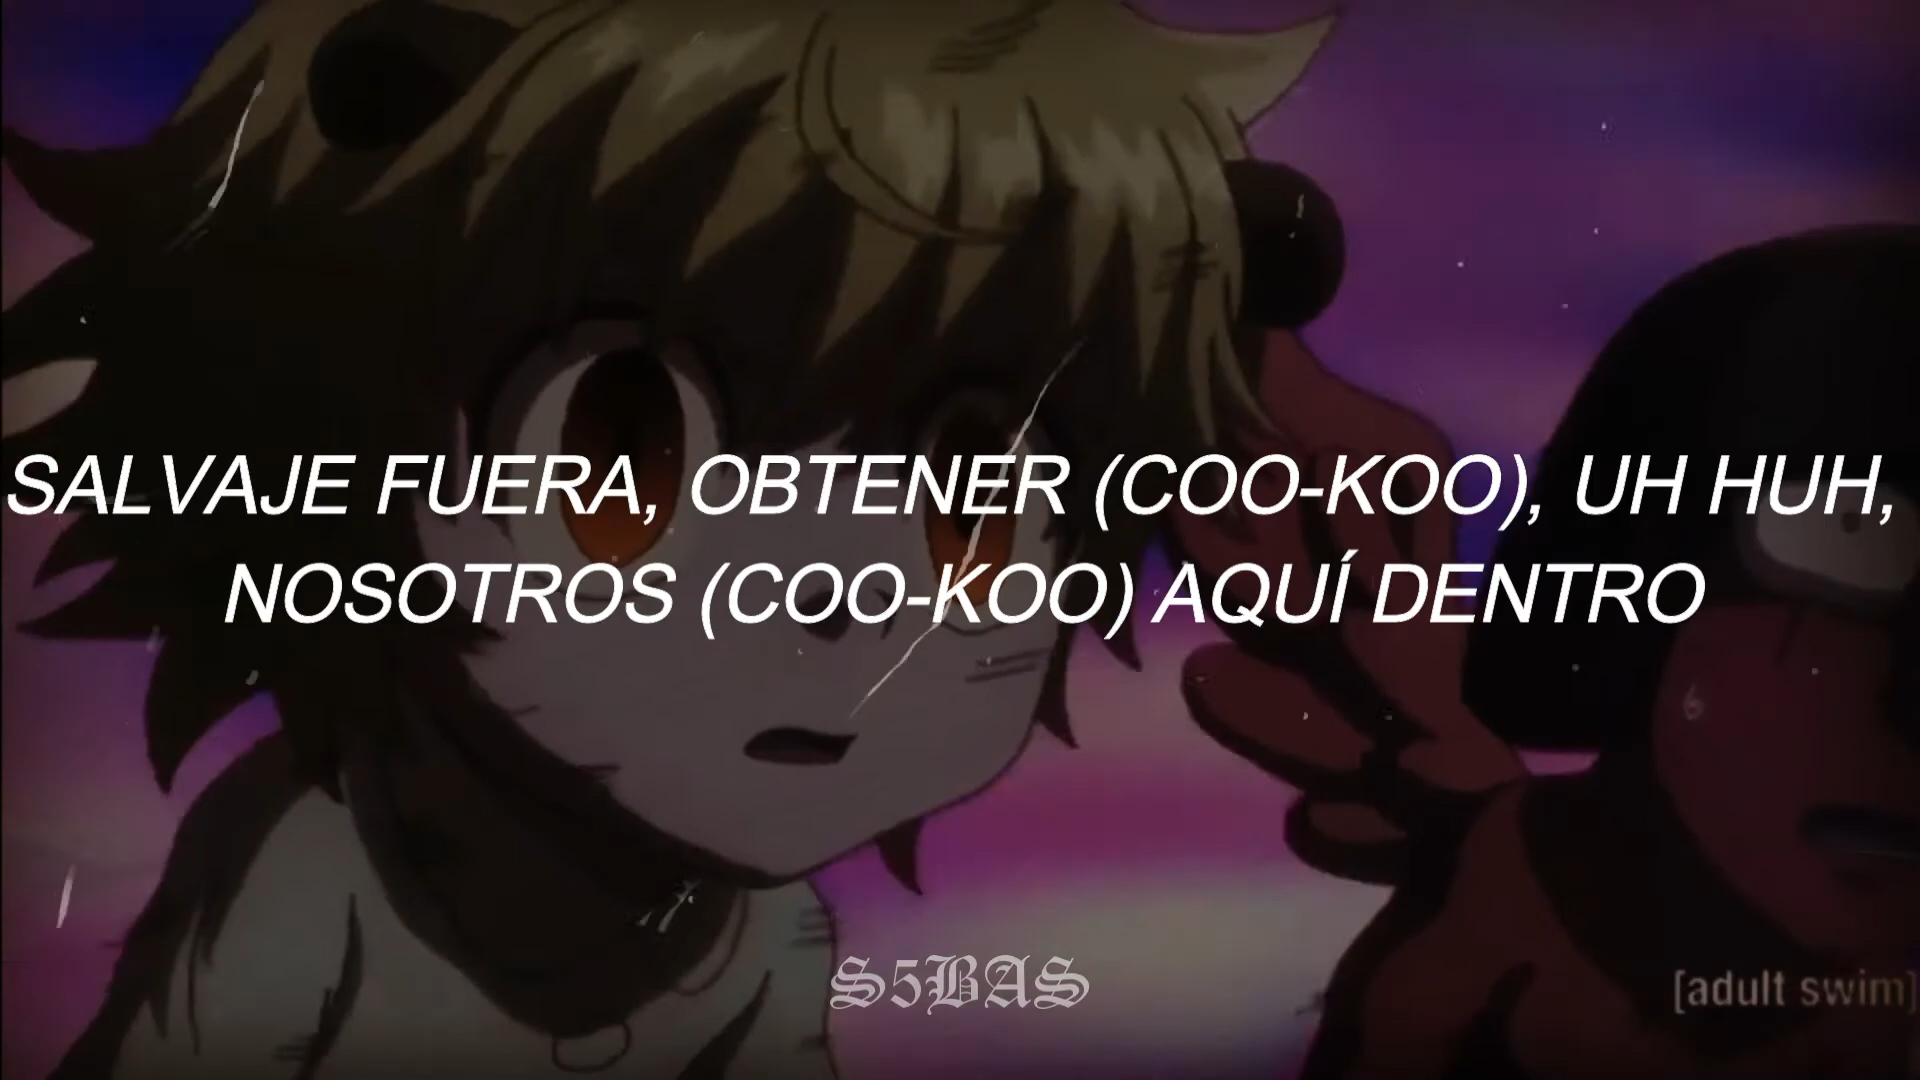 SALVAJE FUERA, OBTENER (COO-KOO), UH HUH,
NOSOTROS (COO-KOO) AQUÍ DENTRO
S5BAS
[adult swim]